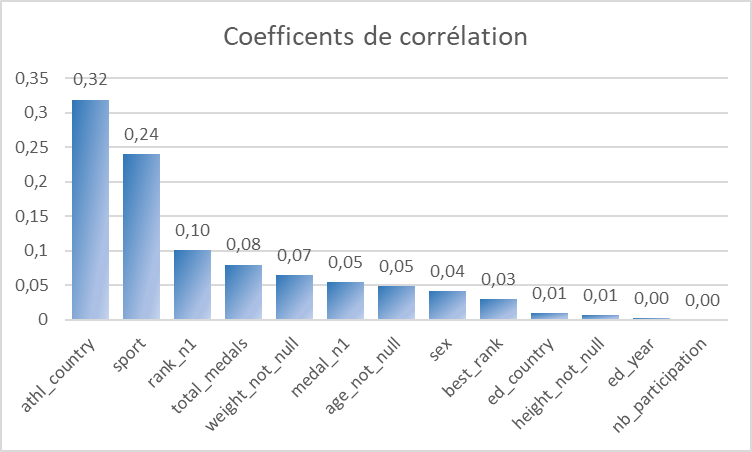 Coefficents de corrélation
0,35
0,3
0,25
0,2
0,15
0,1
0,05
0
0,32
0,24
0,10
0,08
0,07
0,05
0,05
0,04
0,03
0,01
0,01
0,00
0,00
athl_country
sport
rank_n1
total_medals
weight_not_null
medal_n1
age_not_null
sex
best_rank
ed_country
height_not_null
ed_year
nb_participation